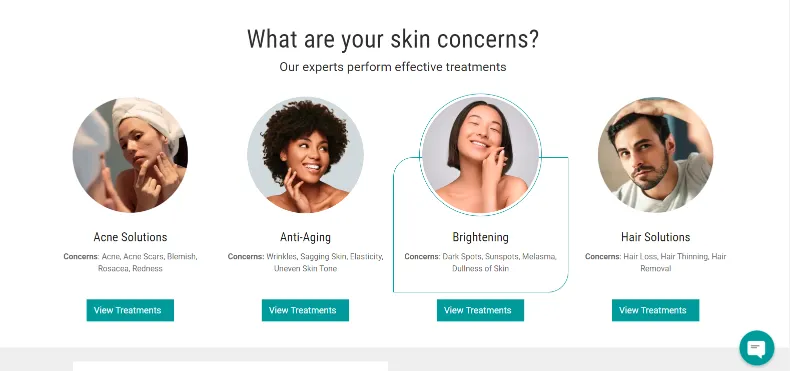 What are your skin concerns?
Our experts perform effective treatments
Acne Solutions
Concerns: Acne, Acne Scars, Blemish,
Rosacea, Redness
View Treatments
Anti-Aging
Concerns: Wrinkles, Sagging Skin, Elasticity,
Uneven Skin Tone
View Treatments
Brightening
Concerns: Dark Spots, Sunspots, Melasma,
Dullness of Skin
View Treatments
Hair Solutions
Concerns: Hair Loss, Hair Thinning, Hair
Removal
View Treatments